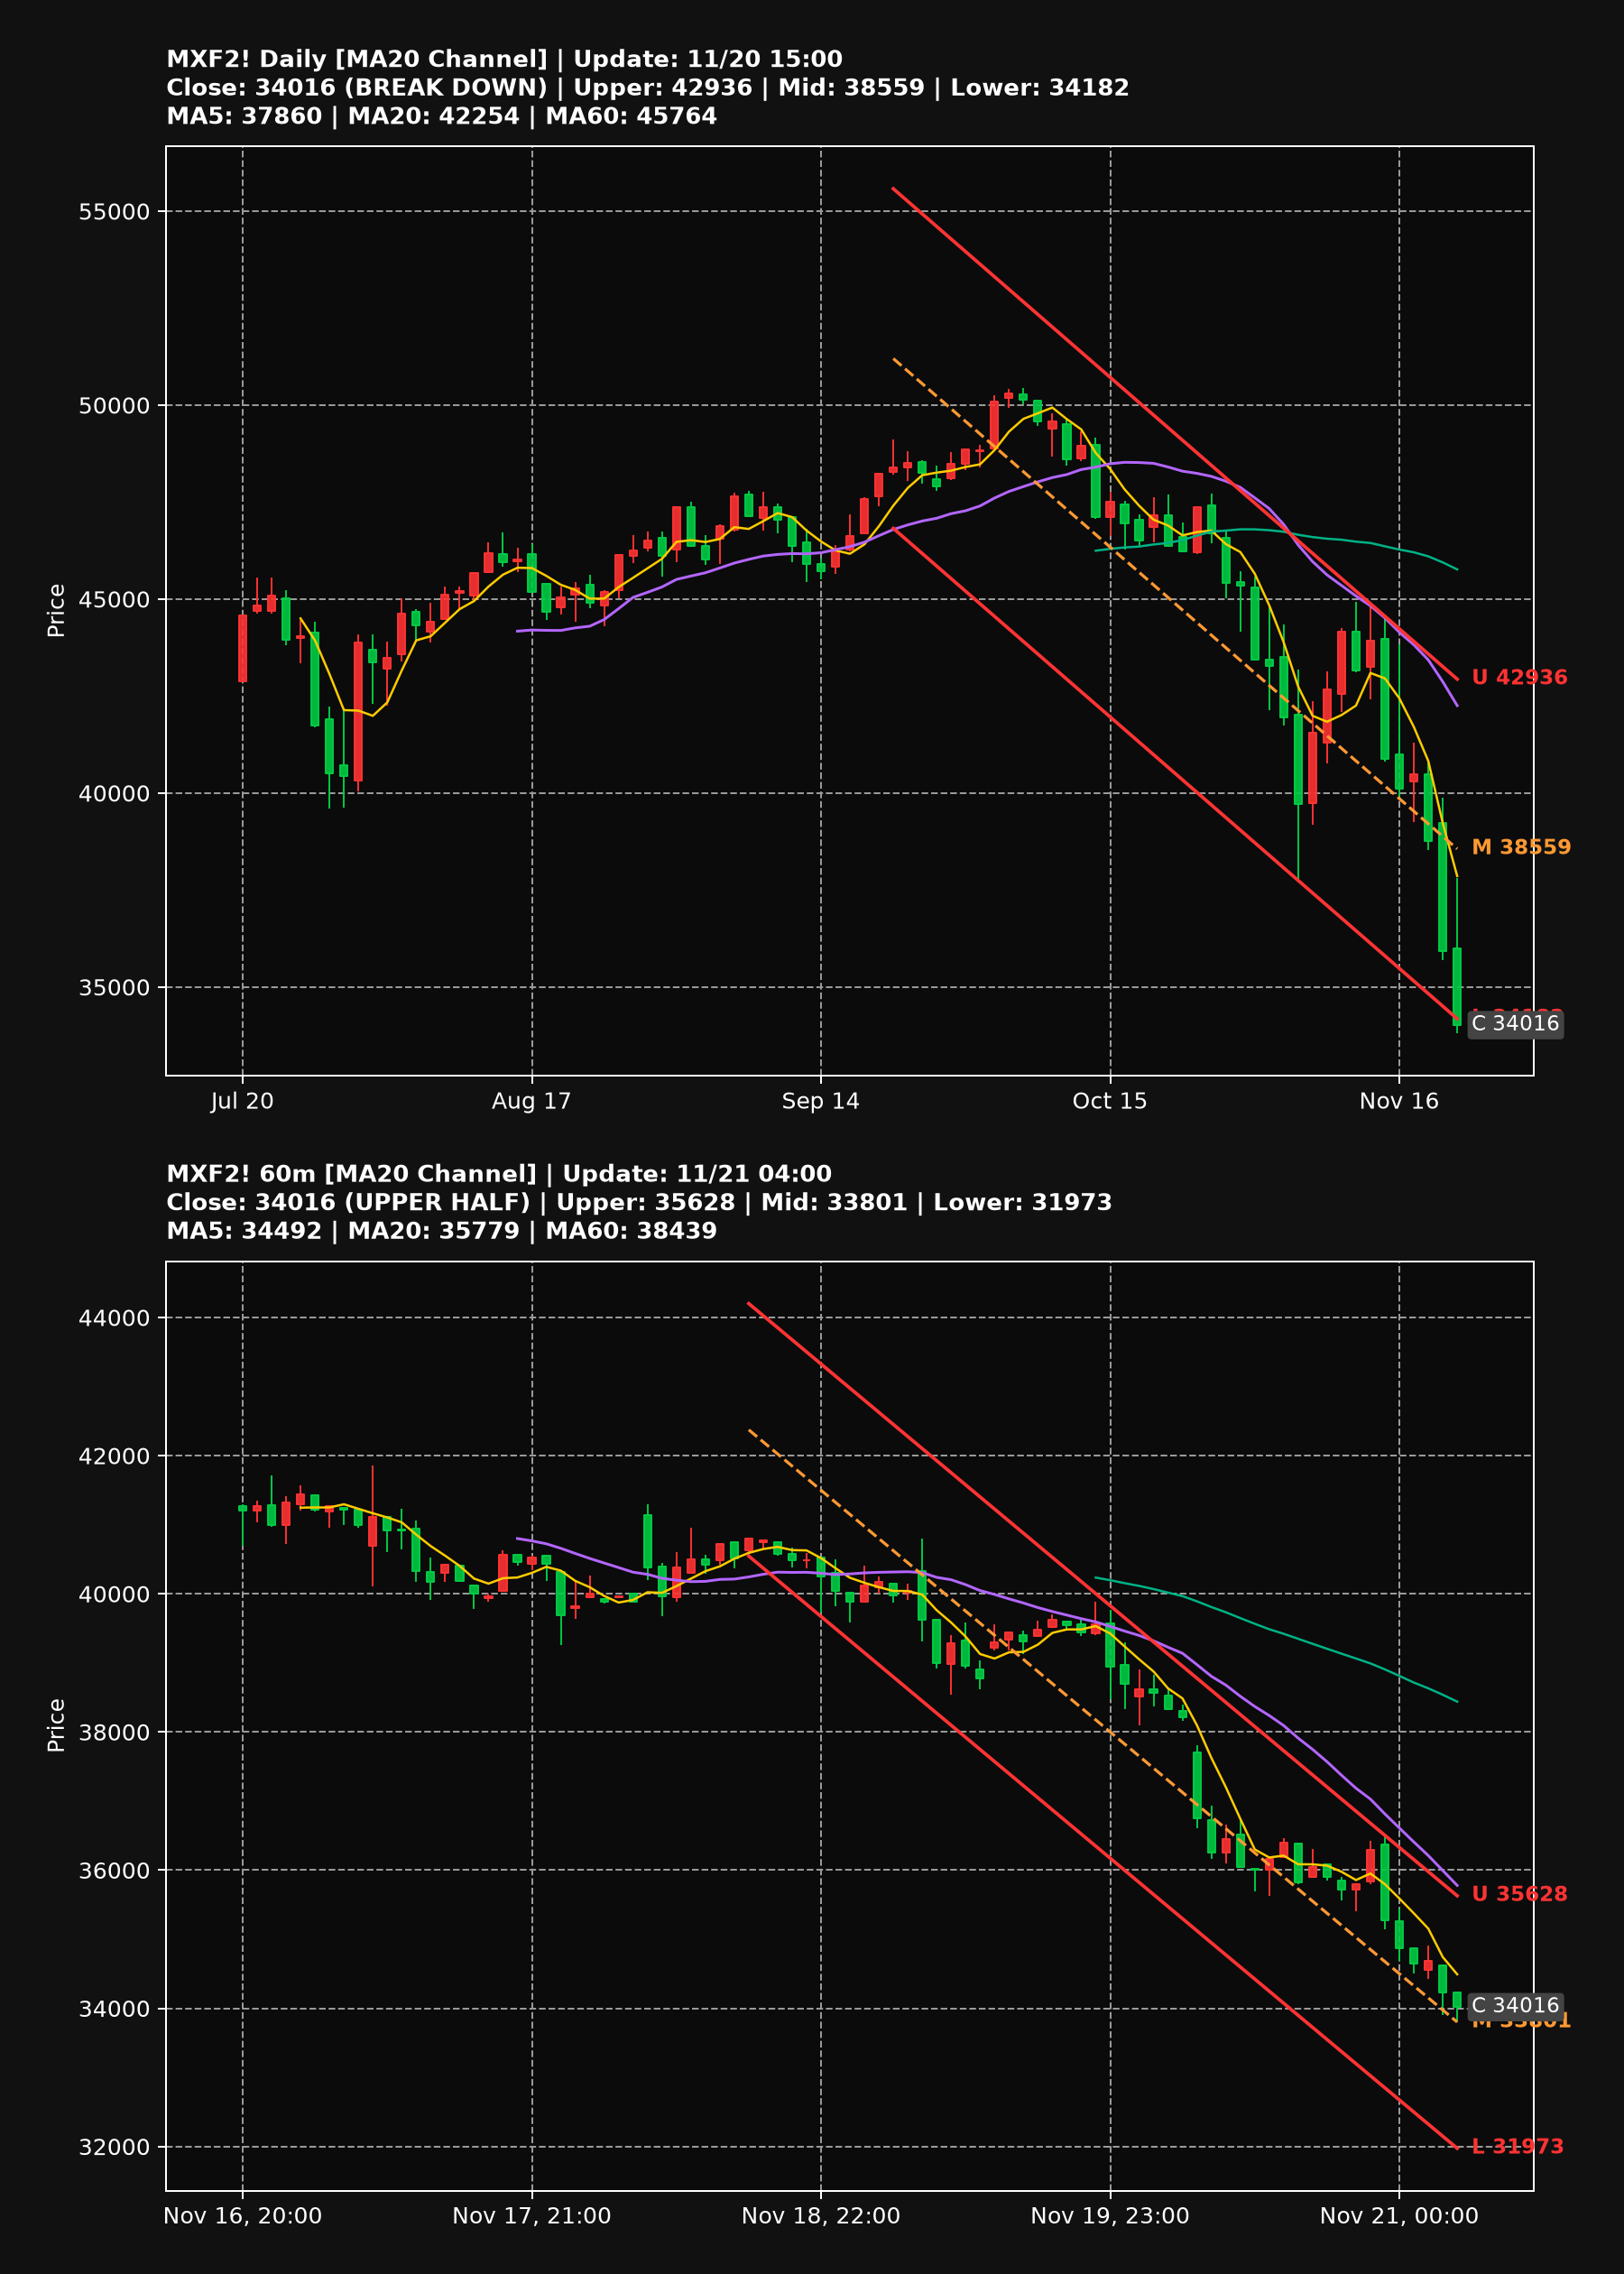 MXF2! Daily [MA20 Channel] | Update: 11/20 15:00
Close: 34016 (BREAK DOWN) | Upper: 42936 | Mid: 38559 | Lower: 34182
MA5: 37860 | MA20: 42254 | MA60: 45764
55000
50000
45000
40000
35000
Price
U 42936
M 38559
C 34016
Jul 20
Aug 17
Sep 14
Oct 15
Nov 16
MXF2! 60m [MA20 Channel] | Update: 11/21 04:00
Close: 34016 (UPPER HALF) | Upper: 35628 | Mid: 33801 | Lower: 31973
MA5: 34492 | MA20: 35779 | MA60: 38439
44000
42000
40000
38000
36000
34000
32000
Price
U 35628
C 34016
M 33801
L 31973
Nov 16, 20:00
Nov 17, 21:00
Nov 18, 22:00
Nov 19, 23:00
Nov 21, 00:00